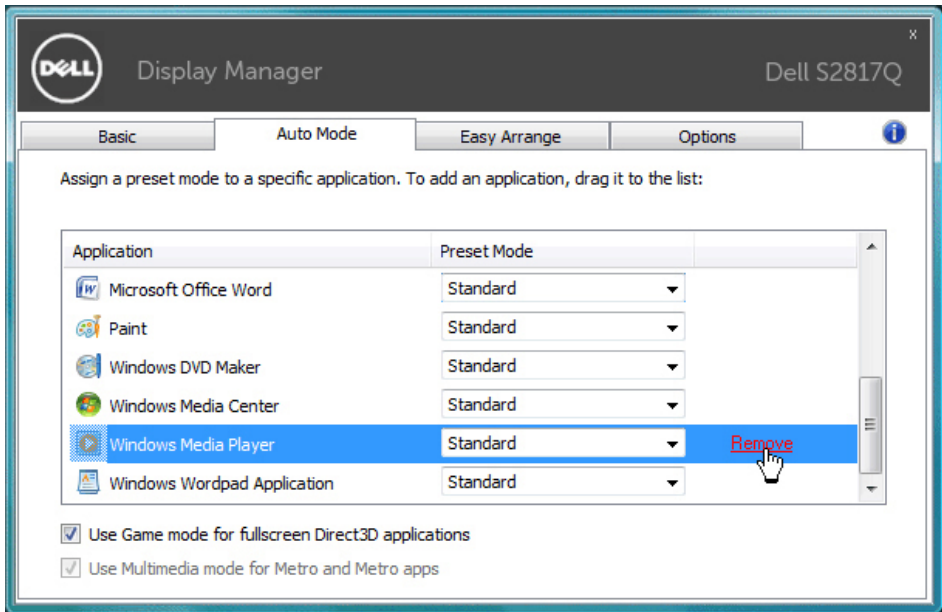 x
DELL Display Manager Dell S2817Q
Basic Auto Mode Easy Arrange Options i
Assign a preset mode to a specific application. To add an application, drag it to the list:
Application Preset Mode
Microsoft Office Word Standard
Paint Standard
Windows DVD Maker Standard
Windows Media Center Standard
Windows Media Player Standard Remove
Windows Wordpad Application Standard
Use Game mode for fullscreen Direct3D applications
Use Multimedia mode for Metro and Metro apps